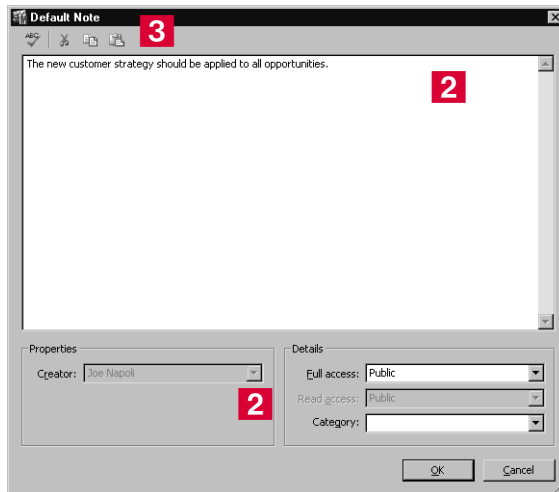 Default Note
ABC
3
The new customer strategy should be applied to all opportunities.
2
Properties
Creator: Joe Napoli
2
Details
Full access: Public
Read access: Public
Category:
OK
Cancel